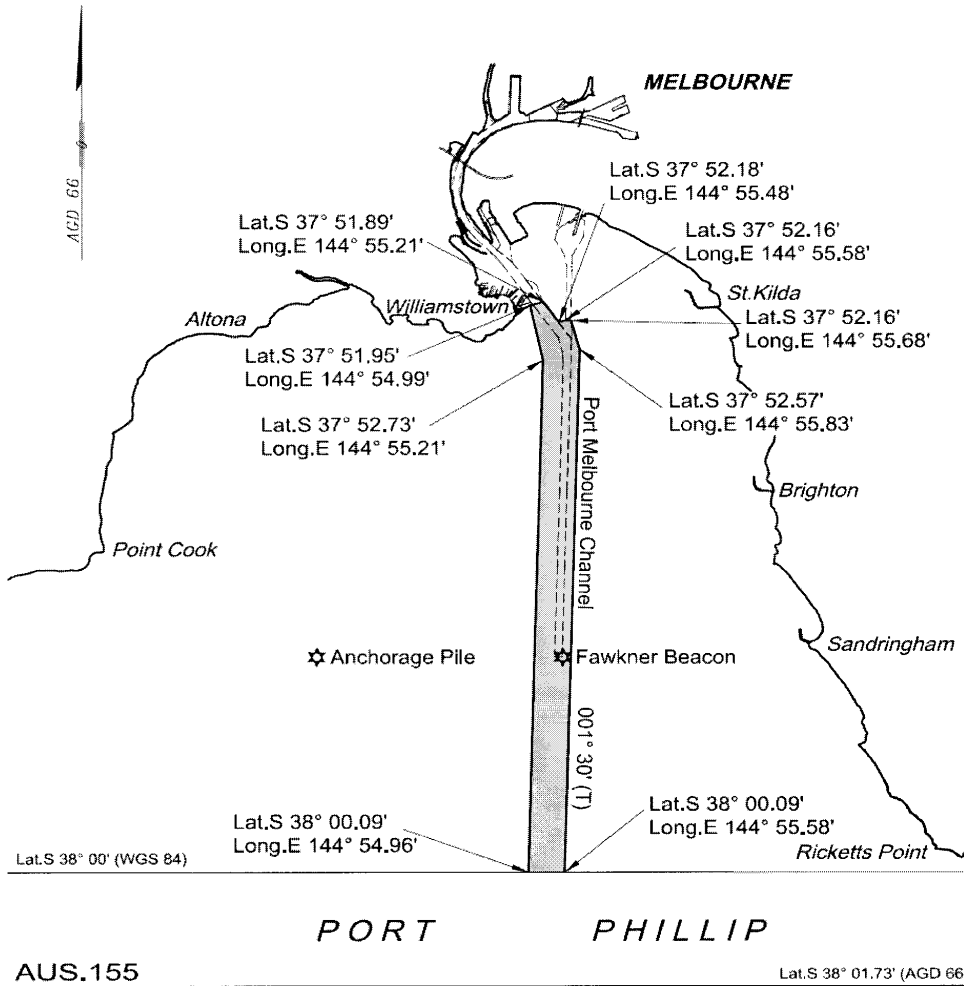 MELBOURNE
AGD 66
Lat.S 37° 52.18'
Long.E 144° 55.48'
Lat.S 37° 51.89'
Long.E 144° 55.21'
Lat.S 37° 52.16'
Long.E 144° 55.58'
St.Kilda
Williamstown
Altona
Lat.S 37° 52.16'
Long.E 144° 55.68'
Lat.S 37° 51.95'
Long.E 144° 54.99'
Lat.S 37° 52.57'
Long.E 144° 55.83'
Lat.S 37° 52.73'
Long.E 144° 55.21'
Port Melbourne Channel
Brighton
Point Cook
Sandringham
Anchorage Pile
Fawkner Beacon
001° 30' (T)
Lat.S 38° 00.09'
Long.E 144° 55.58'
Lat.S 38° 00.09'
Long.E 144° 54.96'
Ricketts Point
Lat.S 38° 00' (WGS 84)
PORT PHILLIP
AUS.155
Lat.S 38° 01.73' (AGD 66